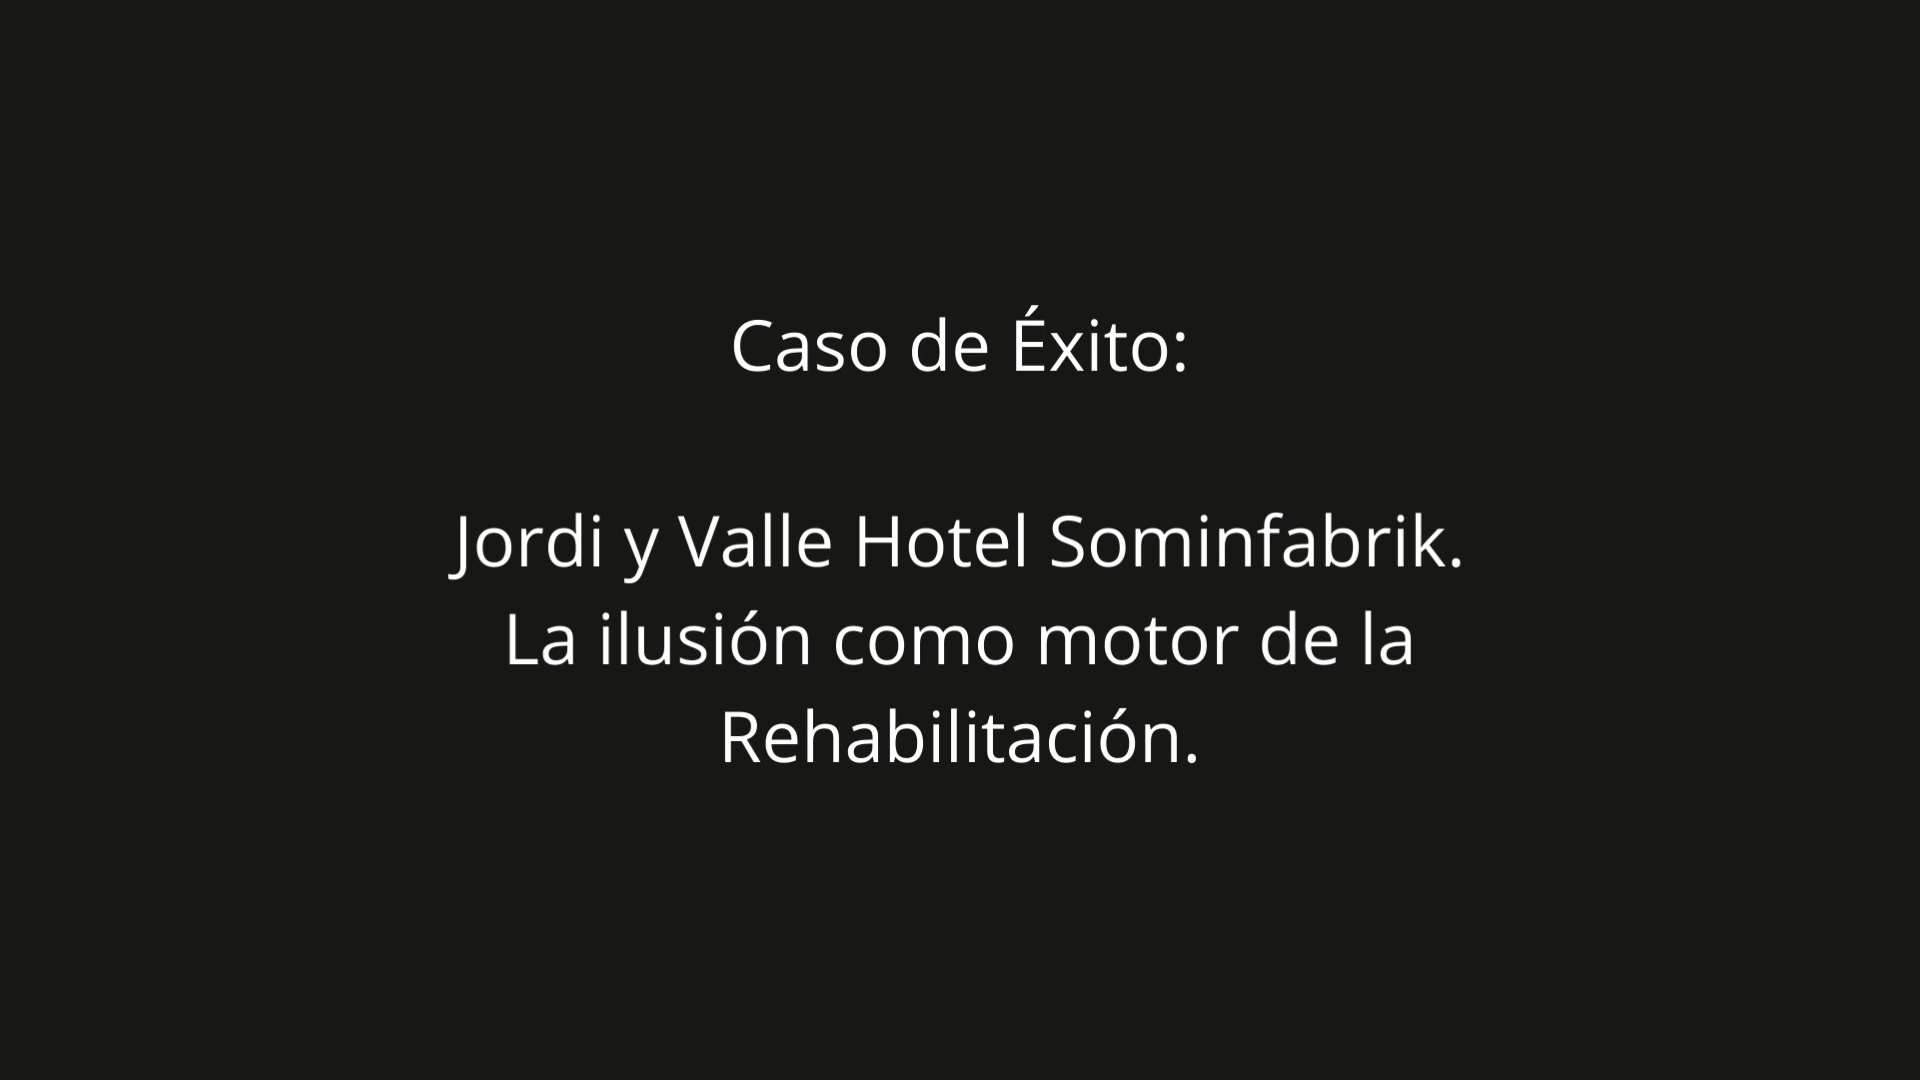 Caso de Éxito:
Jordi y Valle Hotel Sominfabrik.
La ilusión como motor de la
Rehabilitación.